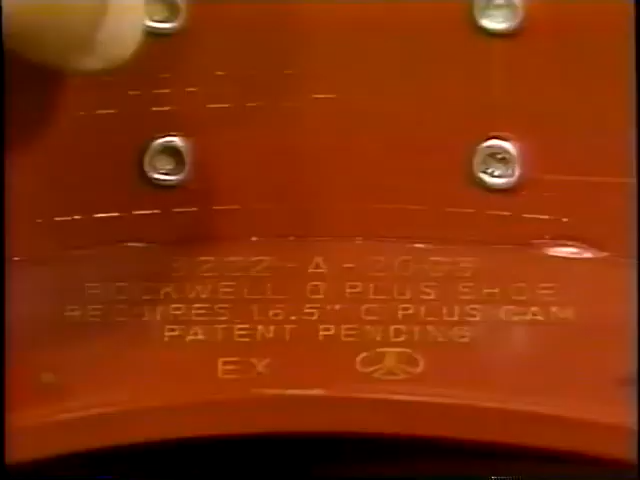 ROCKWELL Q PLUS SHOE
REQUIRES 16.5" C PLUS CAM
PATENT PENDING
EX